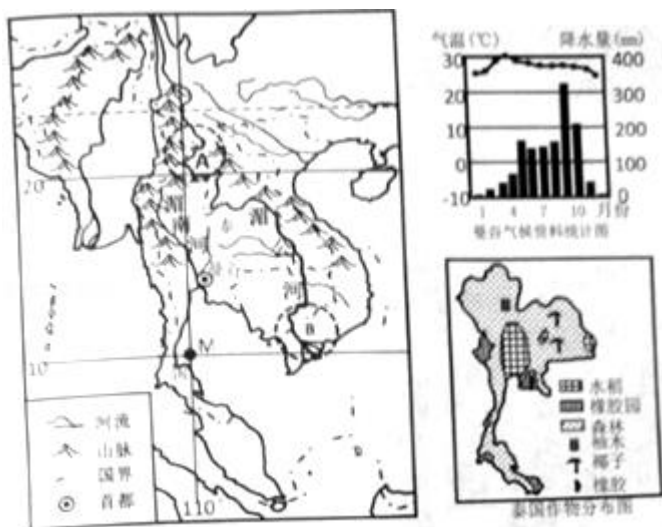 A
20
湄
南
河
湄
河
B
M
10
110
河流
山脉
国界
首都
气温(℃) 降水量(mm)
30 400
20 300
10 200
0 100
-10 0
1 4 7 10 月份
曼谷气候资料统计图
水稻
橡胶园
森林
柚木
椰子
橡胶
泰国作物分布图